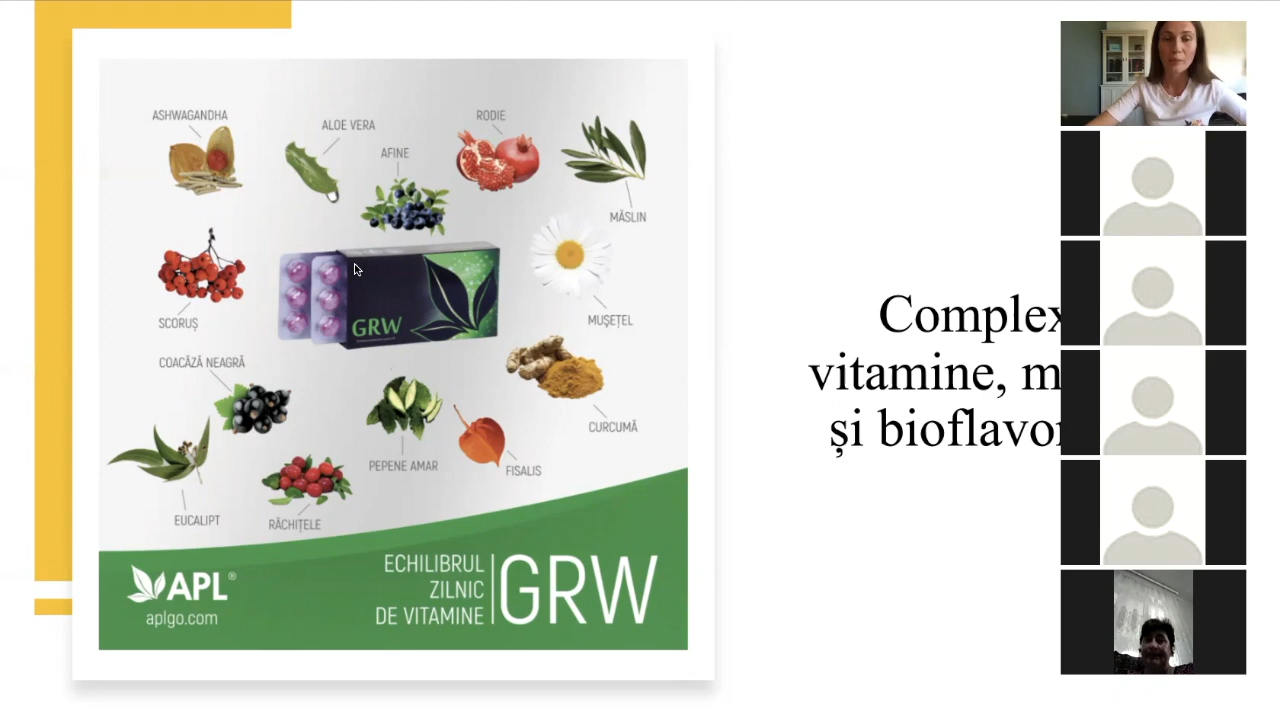 ASHWAGANDHA
ALOE VERA
RODIE
AFINE
MĂSLIN
SCORUȘ
GRW
MUȘEȚEL
COACĂZĂ NEAGRĂ
CURCUMĂ
PEPENE AMAR
FISALIS
EUCALIPT
RĂCHIȚELE
APL®
aplgo.com
ECHILIBRUL
ZILNIC
DE VITAMINE
GRW
Complex
vitamine, m
și bioflavon